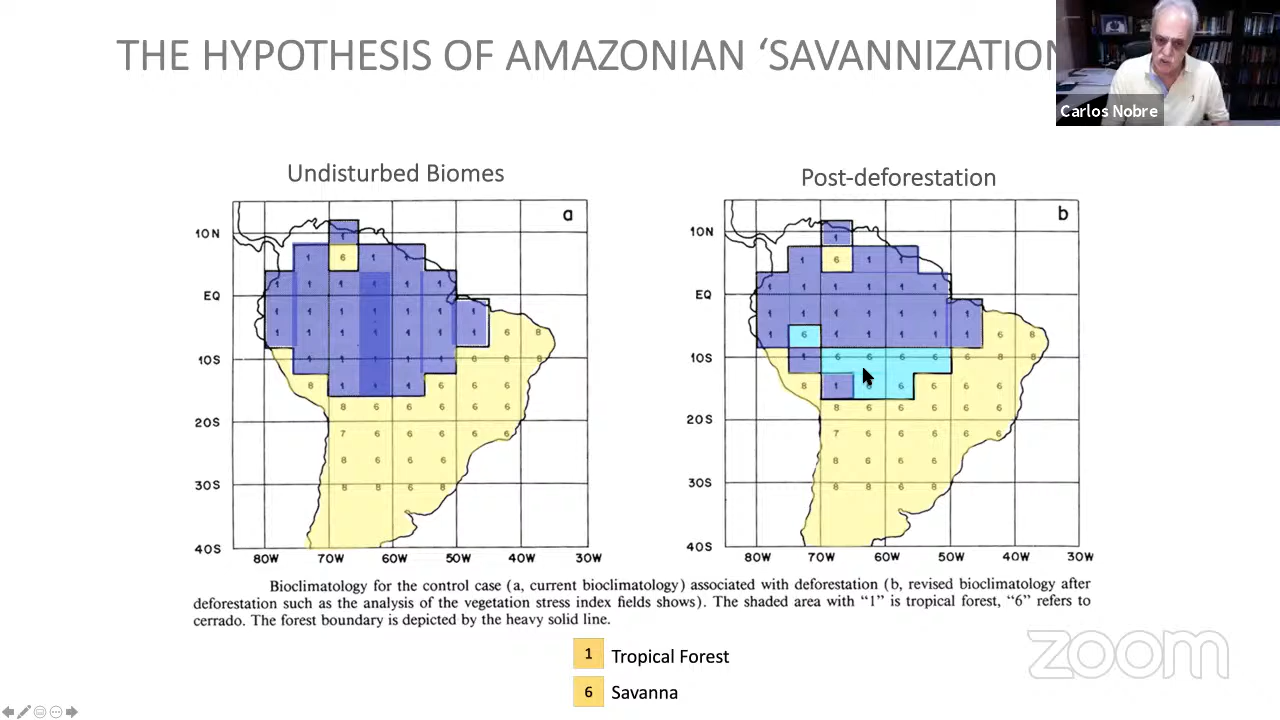 THE HYPOTHESIS OF AMAZONIAN ‘SAVANNIZATION
Carlos Nobre
Undisturbed Biomes
a
10N
EQ
10S
20S
30S
40S
80W 70W 60W 50W 40W 30W
Post-deforestation
b
10N
EQ
10S
20S
30S
40S
80W 70W 60W 50W 40W 30W
Bioclimatology for the control case (a, current bioclimatology) associated with deforestation (b, revised bioclimatology after
deforestation such as the analysis of the vegetation stress index fields shows). The shaded area with “1” is tropical forest, “6” refers to
cerrado. The forest boundary is depicted by the heavy solid line.
1 Tropical Forest
6 Savanna
zoom